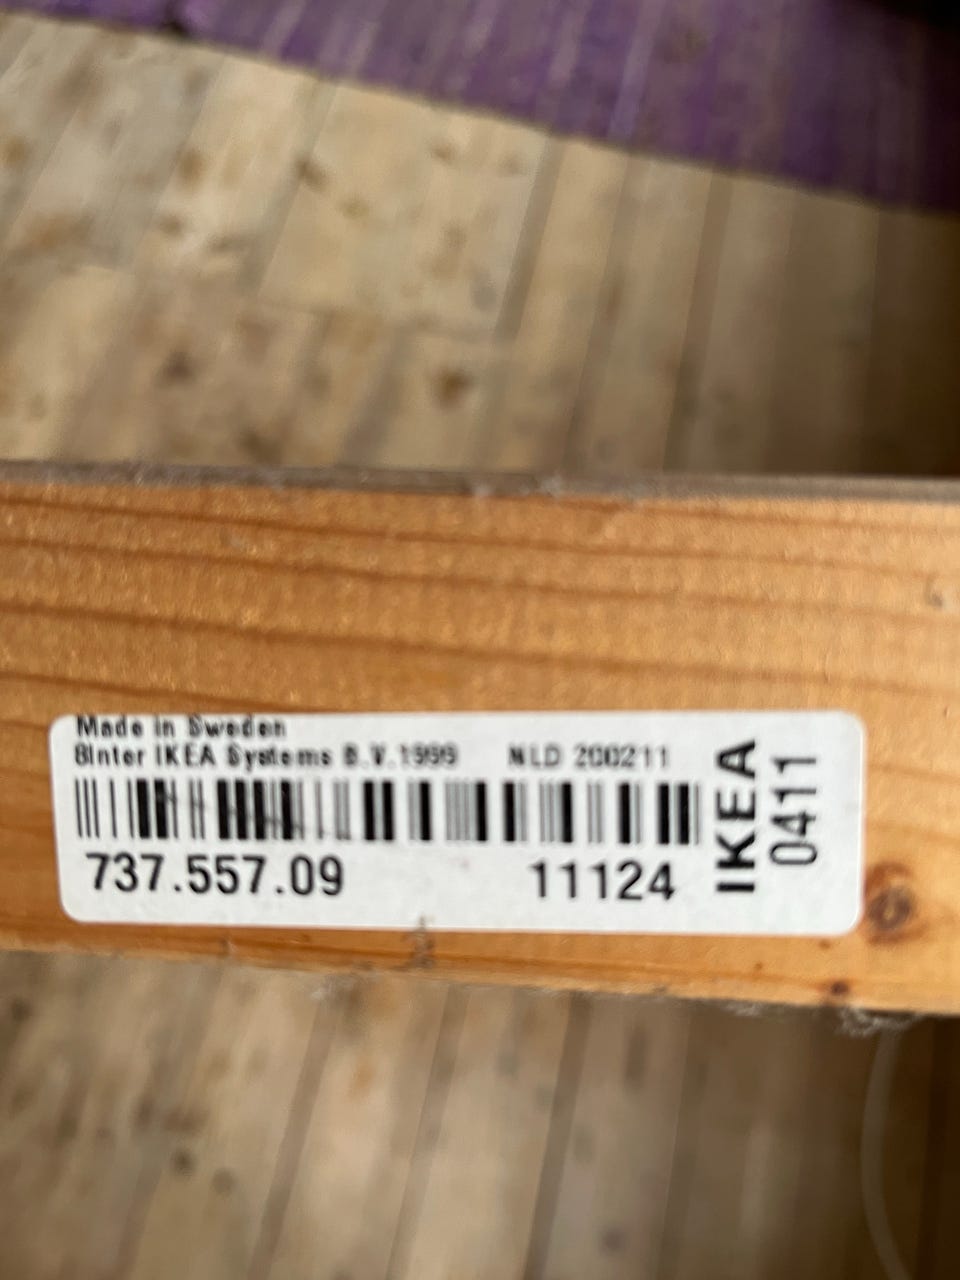 Made in Sweden
©Inter IKEA Systems B.V.1999 NLD 200211
737.557.09 11124
IKEA
0411